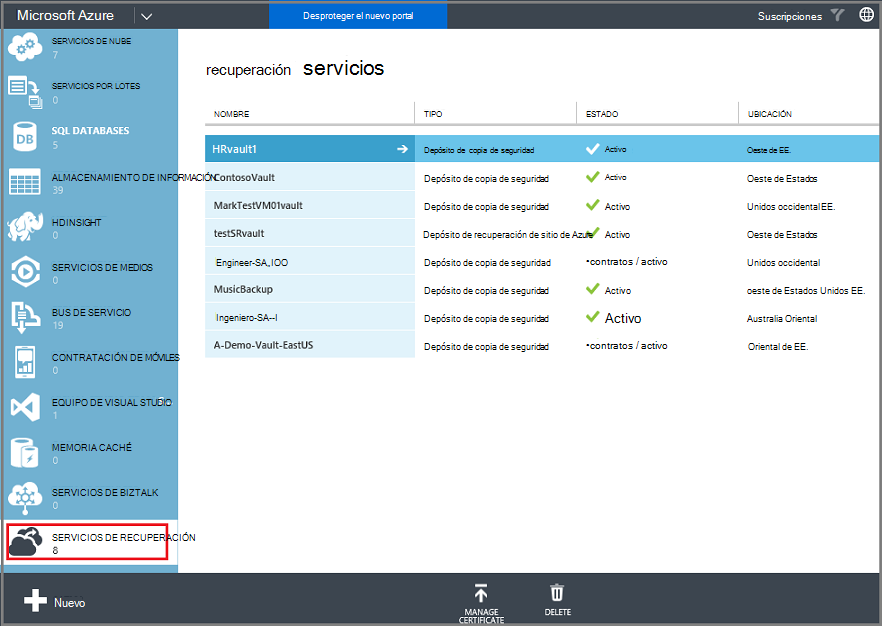 Microsoft Azure
Desproteger el nuevo portal
Suscripciones
SERVICIOS DE NUBE
7
SERVICIOS POR LOTES
0
SQL DATABASES
5
ALMACENAMIENTO DE INFORMACIÓN
39
HDINSIGHT
0
SERVICIOS DE MEDIOS
0
BUS DE SERVICIO
19
CONTRATACIÓN DE MÓVILES
0
EQUIPO DE VISUAL STUDIO
1
MEMORIA CACHÉ
0
SERVICIOS DE BIZTALK
0
SERVICIOS DE RECUPERACIÓN
8
recuperación servicios
NOMBRE TIPO ESTADO UBICACIÓN
HRvault1 Depósito de copia de seguridad Activo Oeste de EE.
ContosoVault Depósito de copia de seguridad Activo Oeste de Estados
MarkTestVM01vault Depósito de copia de seguridad Activo Unidos occidental EE.
testSRvault Depósito de recuperación de sitio de Azure Activo Oeste de Estados
Engineer-SA,,IOO Depósito de copia de seguridad •contratos / activo Unidos occidental
MusicBackup Depósito de copia de seguridad Activo oeste de Estados Unidos EE.
Ingeniero-SA--I Depósito de copia de seguridad Activo Australia Oriental
A-Demo-Vault-EastUS Depósito de copia de seguridad •contratos / activo Oriental de EE.
Nuevo
MANAGE
CERTIFICATE
DELETE
DB